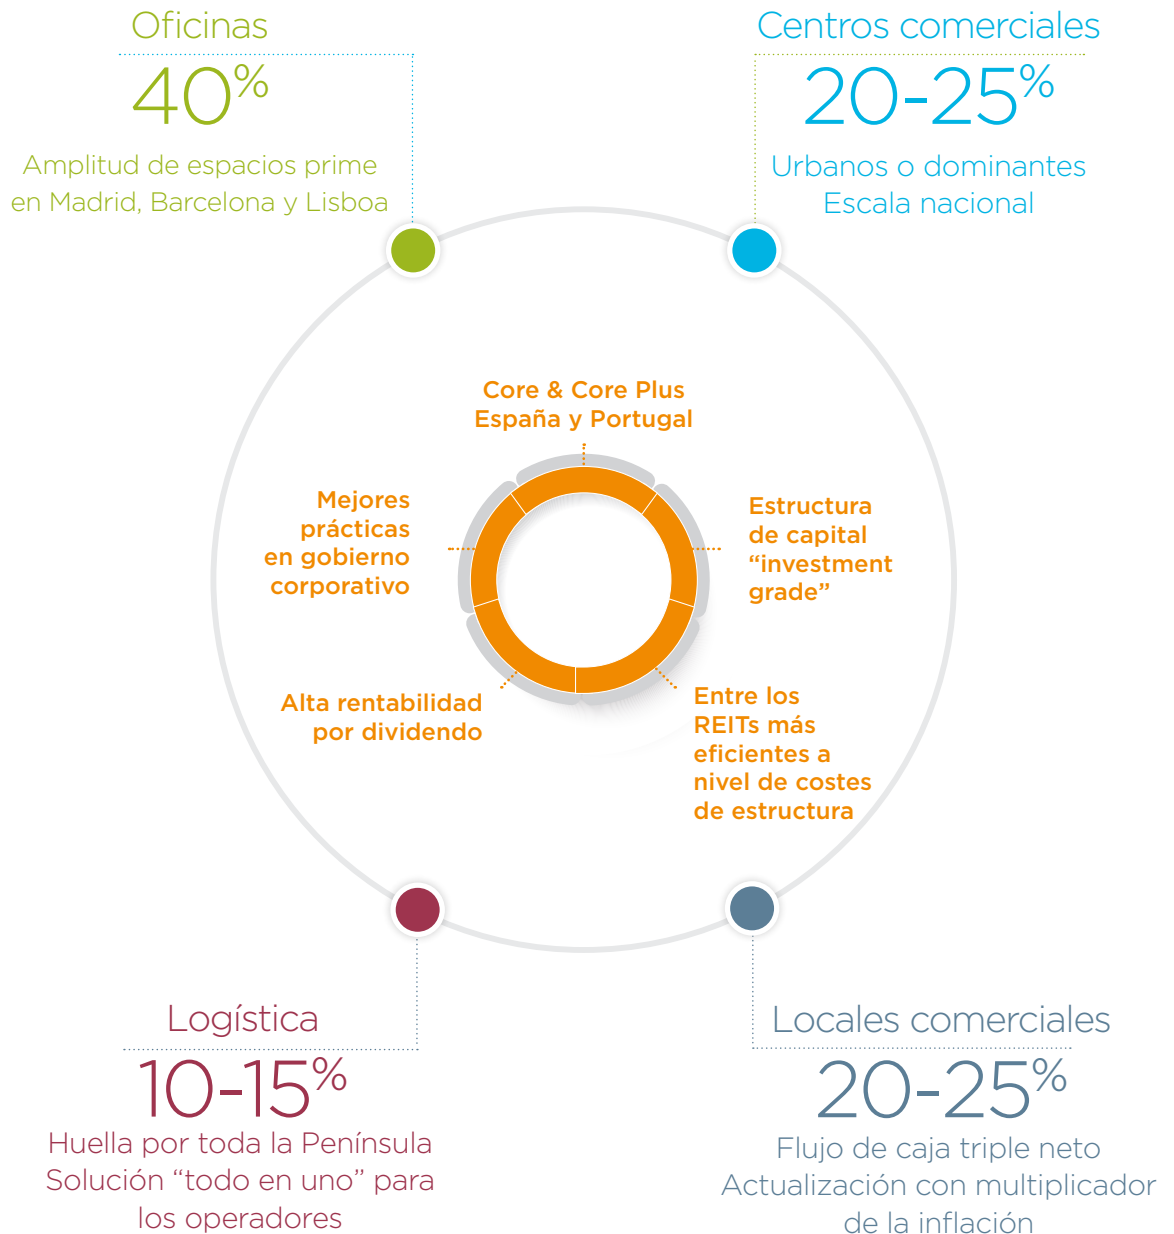 Oficinas
40%
Amplitud de espacios prime
en Madrid, Barcelona y Lisboa
Centros comerciales
20-25%
Urbanos o dominantes
Escala nacional
Core & Core Plus
España y Portugal
Mejores
prácticas
en gobierno
corporativo
Estructura
de capital
“investment
grade”
Alta rentabilidad
por dividendo
Entre los
REITs más
eficientes a
nivel de costes
de estructura
Logística
10-15%
Huella por toda la Península
Solución “todo en uno” para
los operadores
Locales comerciales
20-25%
Flujo de caja triple neto
Actualización con multiplicador
de la inflación